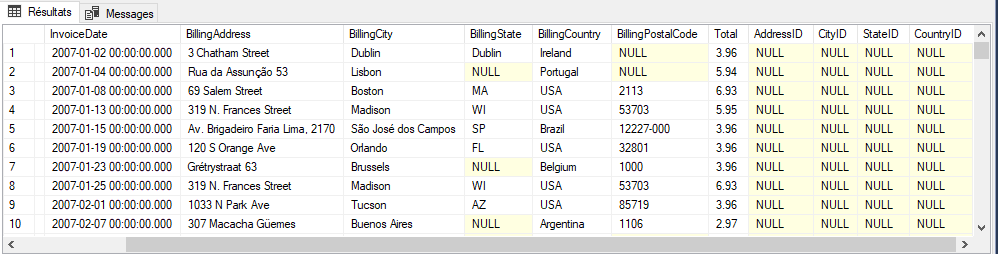 Résultats Messages
InvoiceDate BillingAddress BillingCity BillingState BillingCountry BillingPostalCode Total AddressID CityID StateID CountryID
1 2007-01-02 00:00:00.000 3 Chatham Street Dublin Dublin Ireland NULL 3.96 NULL NULL NULL NULL
2 2007-01-04 00:00:00.000 Rua da Assunção 53 Lisbon NULL Portugal NULL 5.94 NULL NULL NULL NULL
3 2007-01-08 00:00:00.000 69 Salem Street Boston MA USA 2113 6.93 NULL NULL NULL NULL
4 2007-01-13 00:00:00.000 319 N. Frances Street Madison WI USA 53703 5.95 NULL NULL NULL NULL
5 2007-01-15 00:00:00.000 Av. Brigadeiro Faria Lima, 2170 São José dos Campos SP Brazil 12227-000 3.96 NULL NULL NULL NULL
6 2007-01-19 00:00:00.000 120 S Orange Ave Orlando FL USA 32801 3.96 NULL NULL NULL NULL
7 2007-01-23 00:00:00.000 Grétrystraat 63 Brussels NULL Belgium 1000 3.96 NULL NULL NULL NULL
8 2007-01-25 00:00:00.000 319 N. Frances Street Madison WI USA 53703 6.93 NULL NULL NULL NULL
9 2007-02-01 00:00:00.000 1033 N Park Ave Tucson AZ USA 85719 3.96 NULL NULL NULL NULL
10 2007-02-07 00:00:00.000 307 Macacha Güemes Buenos Aires NULL Argentina 1106 2.97 NULL NULL NULL NULL